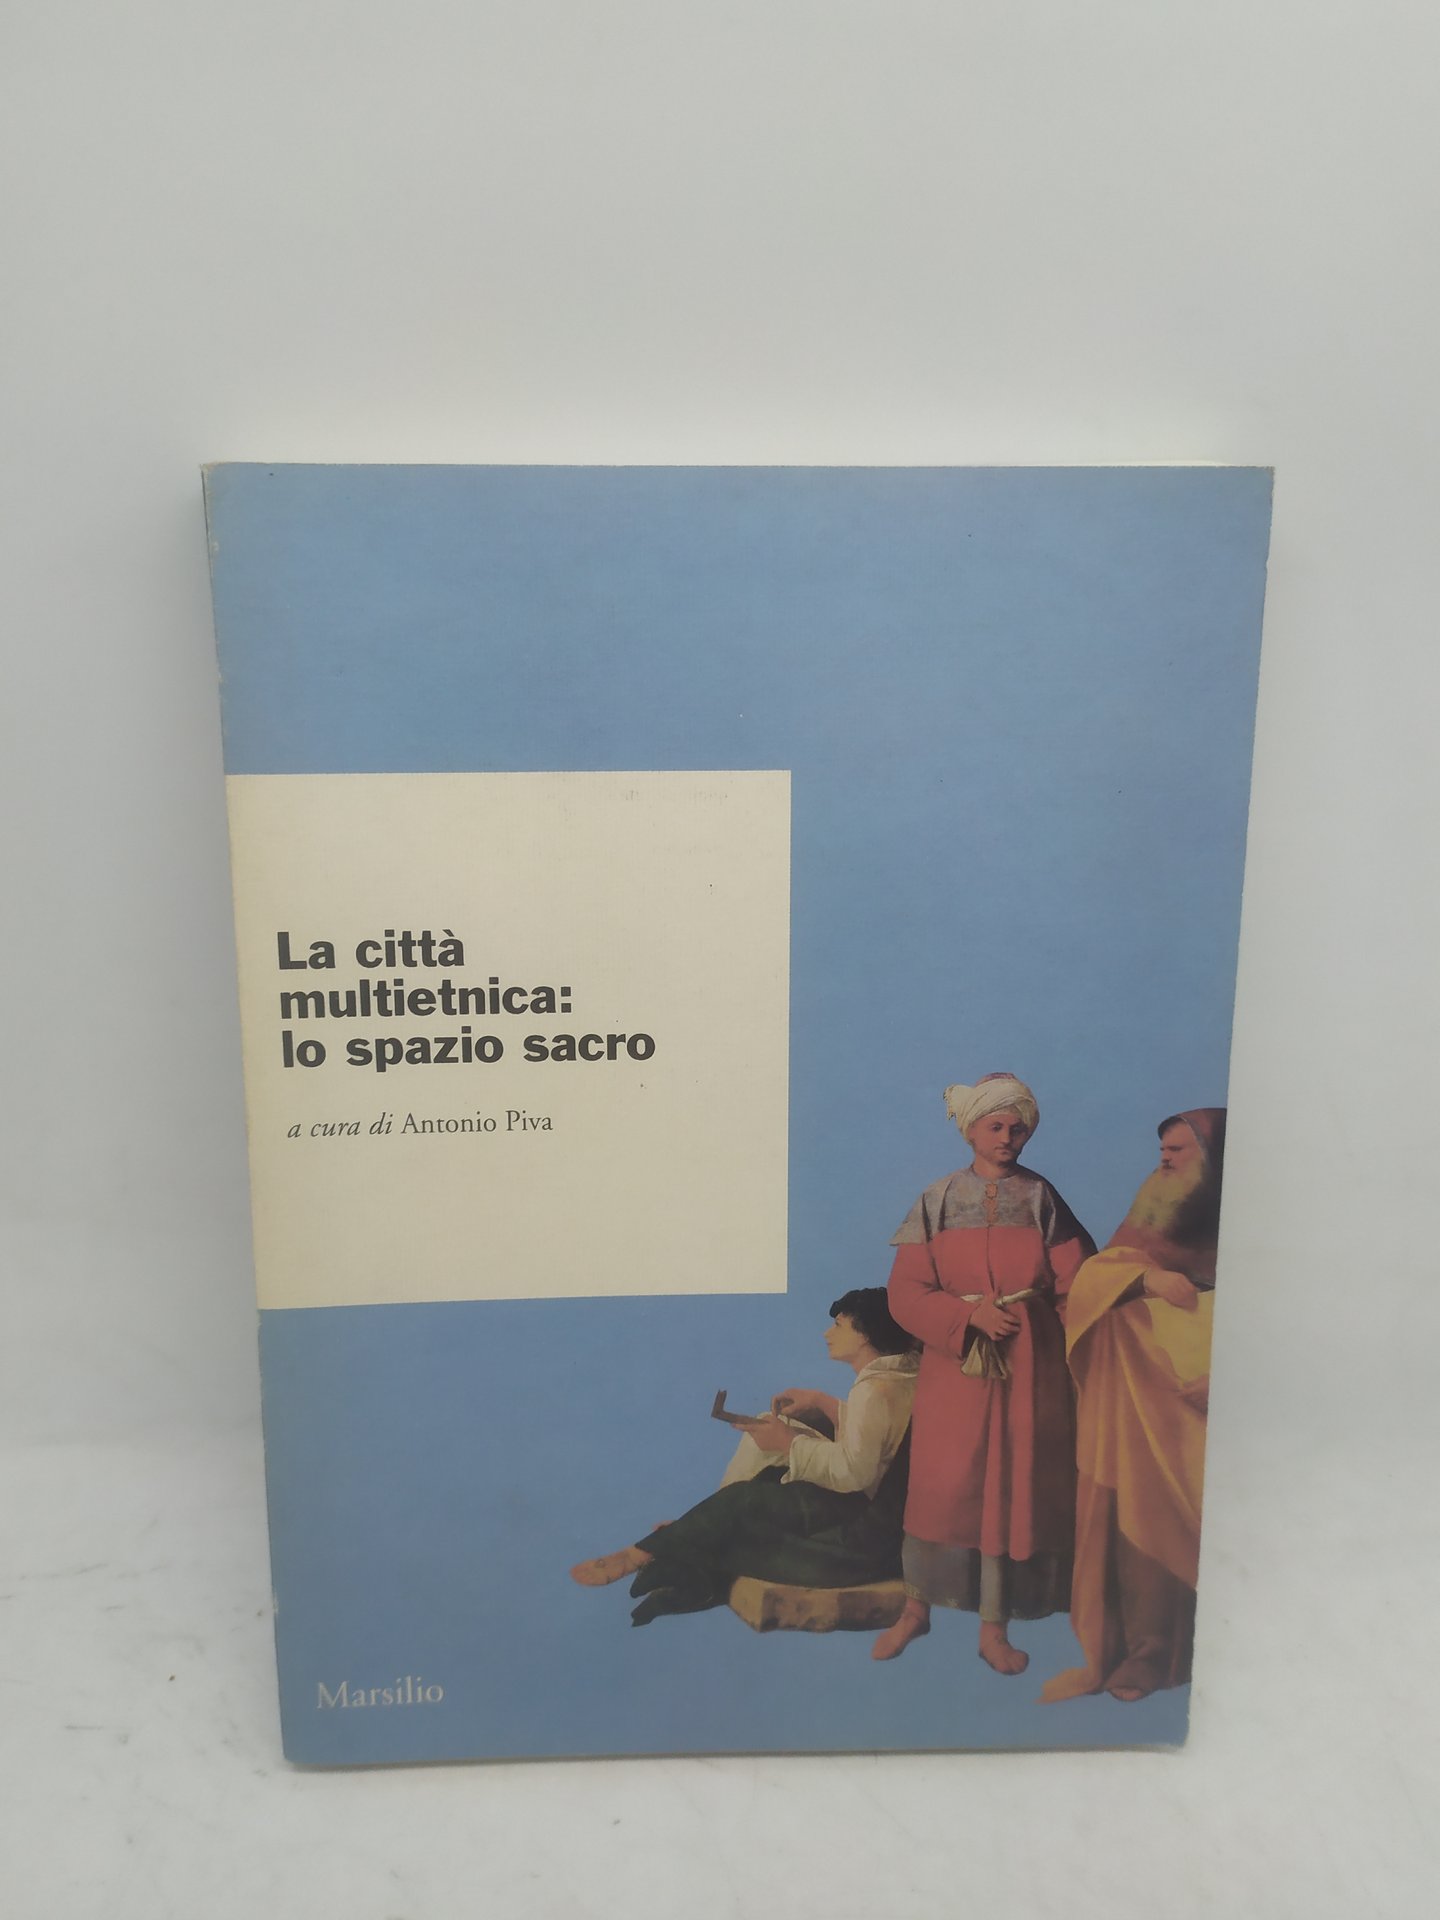 La città
multietnica:
lo spazio sacro
a cura di Antonio Piva
Marsilio